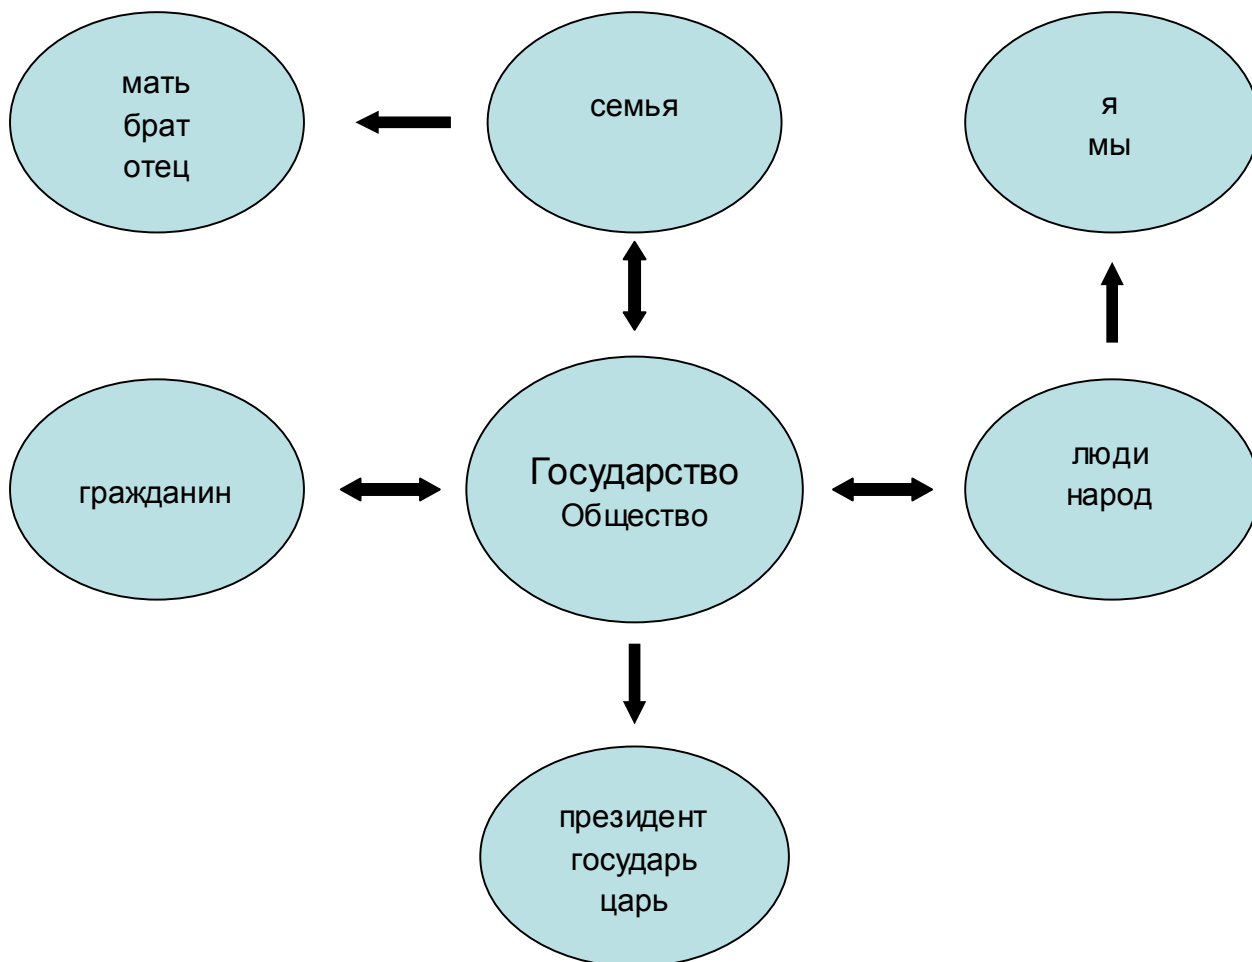 мать
брат
отец
семья
я
мы
гражданин
Государство
Общество
люди
народ
президент
государь
царь